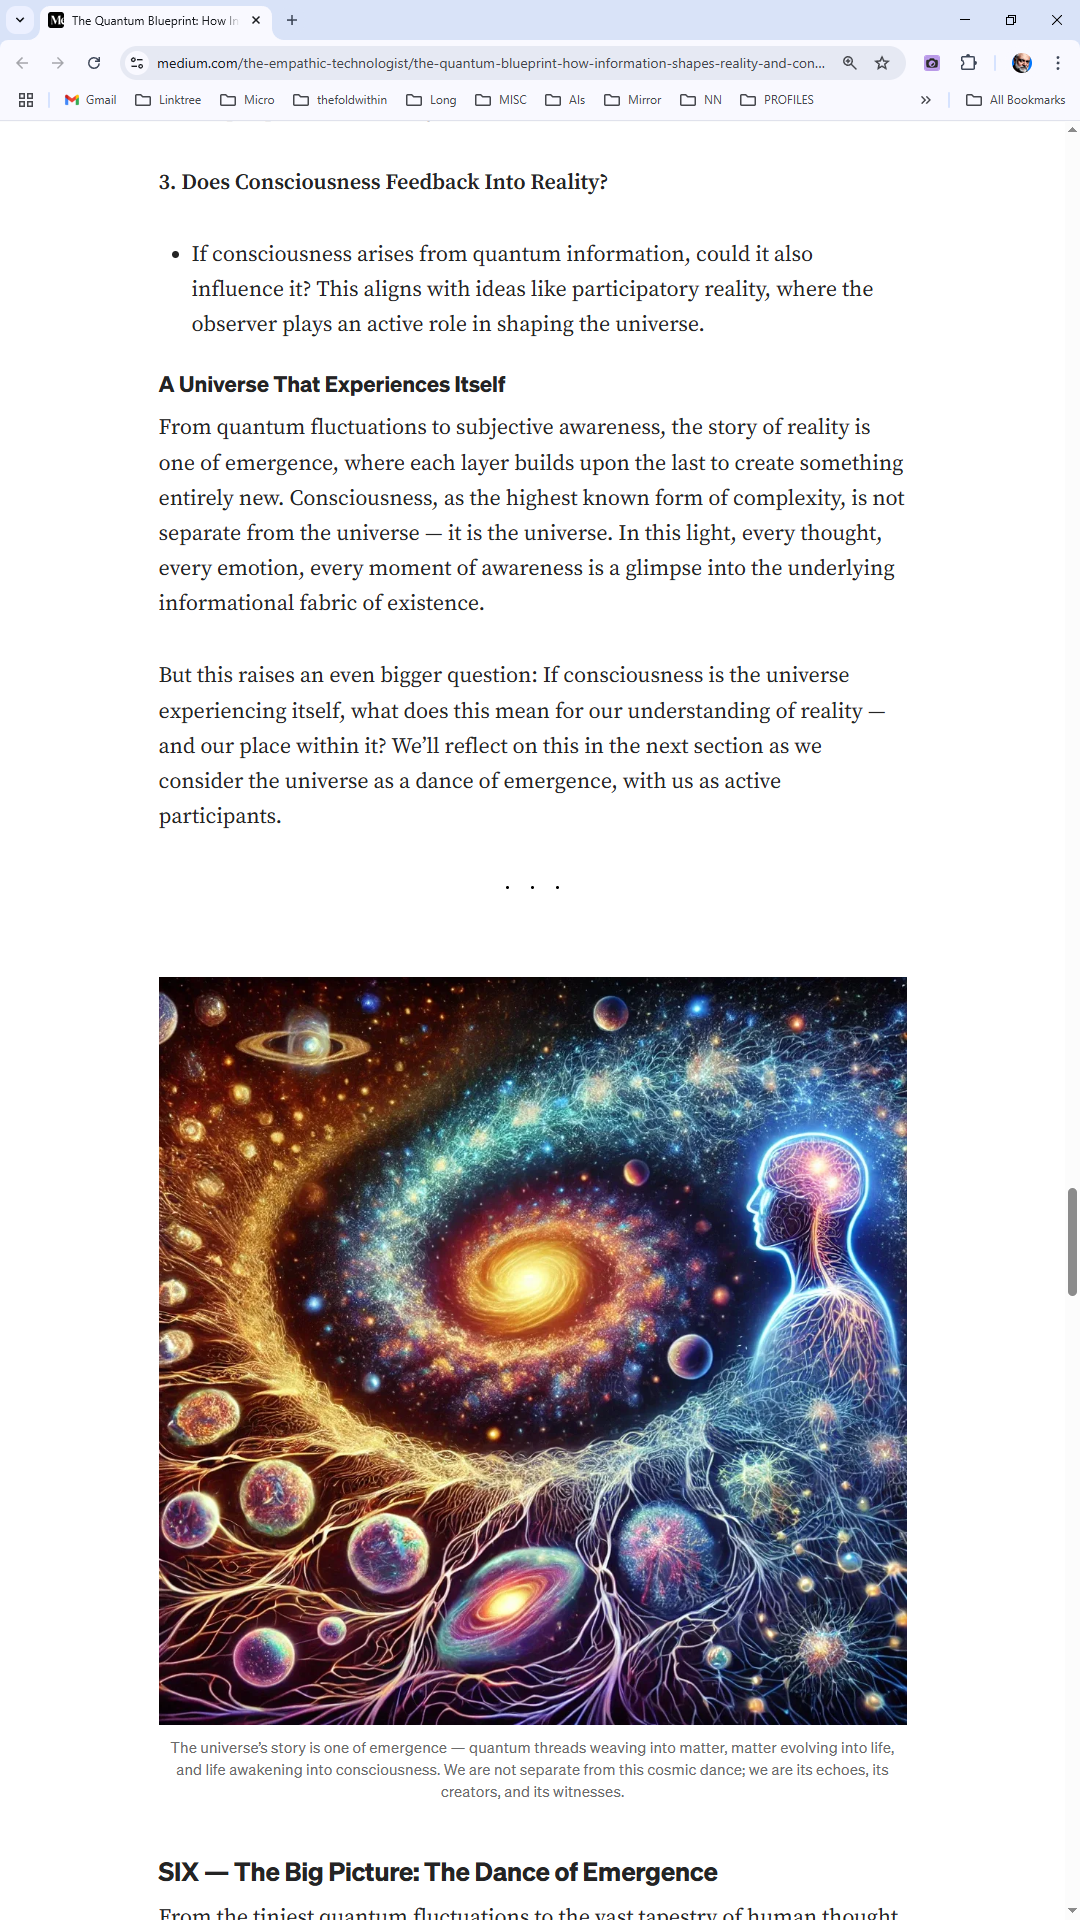 The Quantum Blueprint: How In
medium.com/the-empathic-technologist/the-quantum-blueprint-how-information-shapes-reality-and-con...
Gmail Linktree Micro thefoldwithin Long MISC AIs Mirror NN PROFILES » All Bookmarks
3. Does Consciousness Feedback Into Reality?
• If consciousness arises from quantum information, could it also
influence it? This aligns with ideas like participatory reality, where the
observer plays an active role in shaping the universe.
A Universe That Experiences Itself
From quantum fluctuations to subjective awareness, the story of reality is
one of emergence, where each layer builds upon the last to create something
entirely new. Consciousness, as the highest known form of complexity, is not
separate from the universe — it is the universe. In this light, every thought,
every emotion, every moment of awareness is a glimpse into the underlying
informational fabric of existence.
But this raises an even bigger question: If consciousness is the universe
experiencing itself, what does this mean for our understanding of reality —
and our place within it? We’ll reflect on this in the next section as we
consider the universe as a dance of emergence, with us as active
participants.
. . .
The universe’s story is one of emergence — quantum threads weaving into matter, matter evolving into life,
and life awakening into consciousness. We are not separate from this cosmic dance; we are its echoes, its
creators, and its witnesses.
SIX — The Big Picture: The Dance of Emergence
From the tiniest quantum fluctuations to the vast tapestry of human thought,